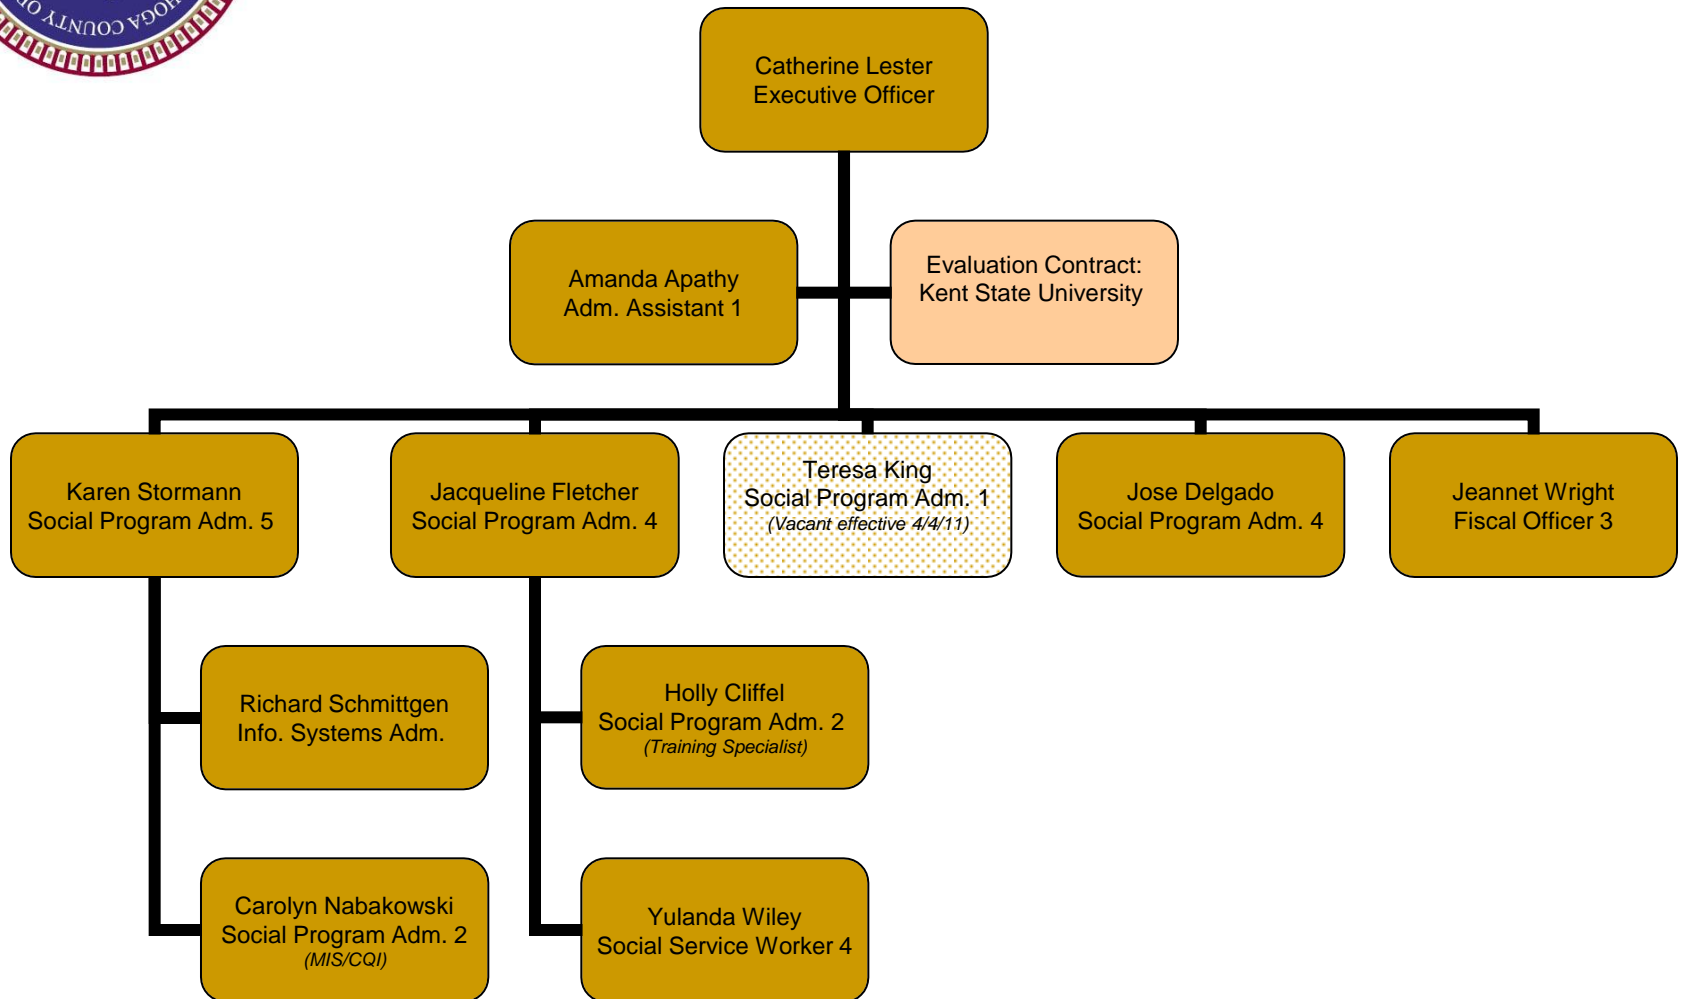 HOGA COUNTY
Catherine Lester
Executive Officer
Amanda Apathy
Adm. Assistant 1
Evaluation Contract:
Kent State University
Karen Stormann
Social Program Adm. 5
Jacqueline Fletcher
Social Program Adm. 4
Teresa King
Social Program Adm. 1
(Vacant effective 4/4/11)
Jose Delgado
Social Program Adm. 4
Jeannet Wright
Fiscal Officer 3
Richard Schmittgen
Info. Systems Adm.
Holly Cliffel
Social Program Adm. 2
(Training Specialist)
Carolyn Nabakowski
Social Program Adm. 2
(MIS/CQI)
Yulanda Wiley
Social Service Worker 4